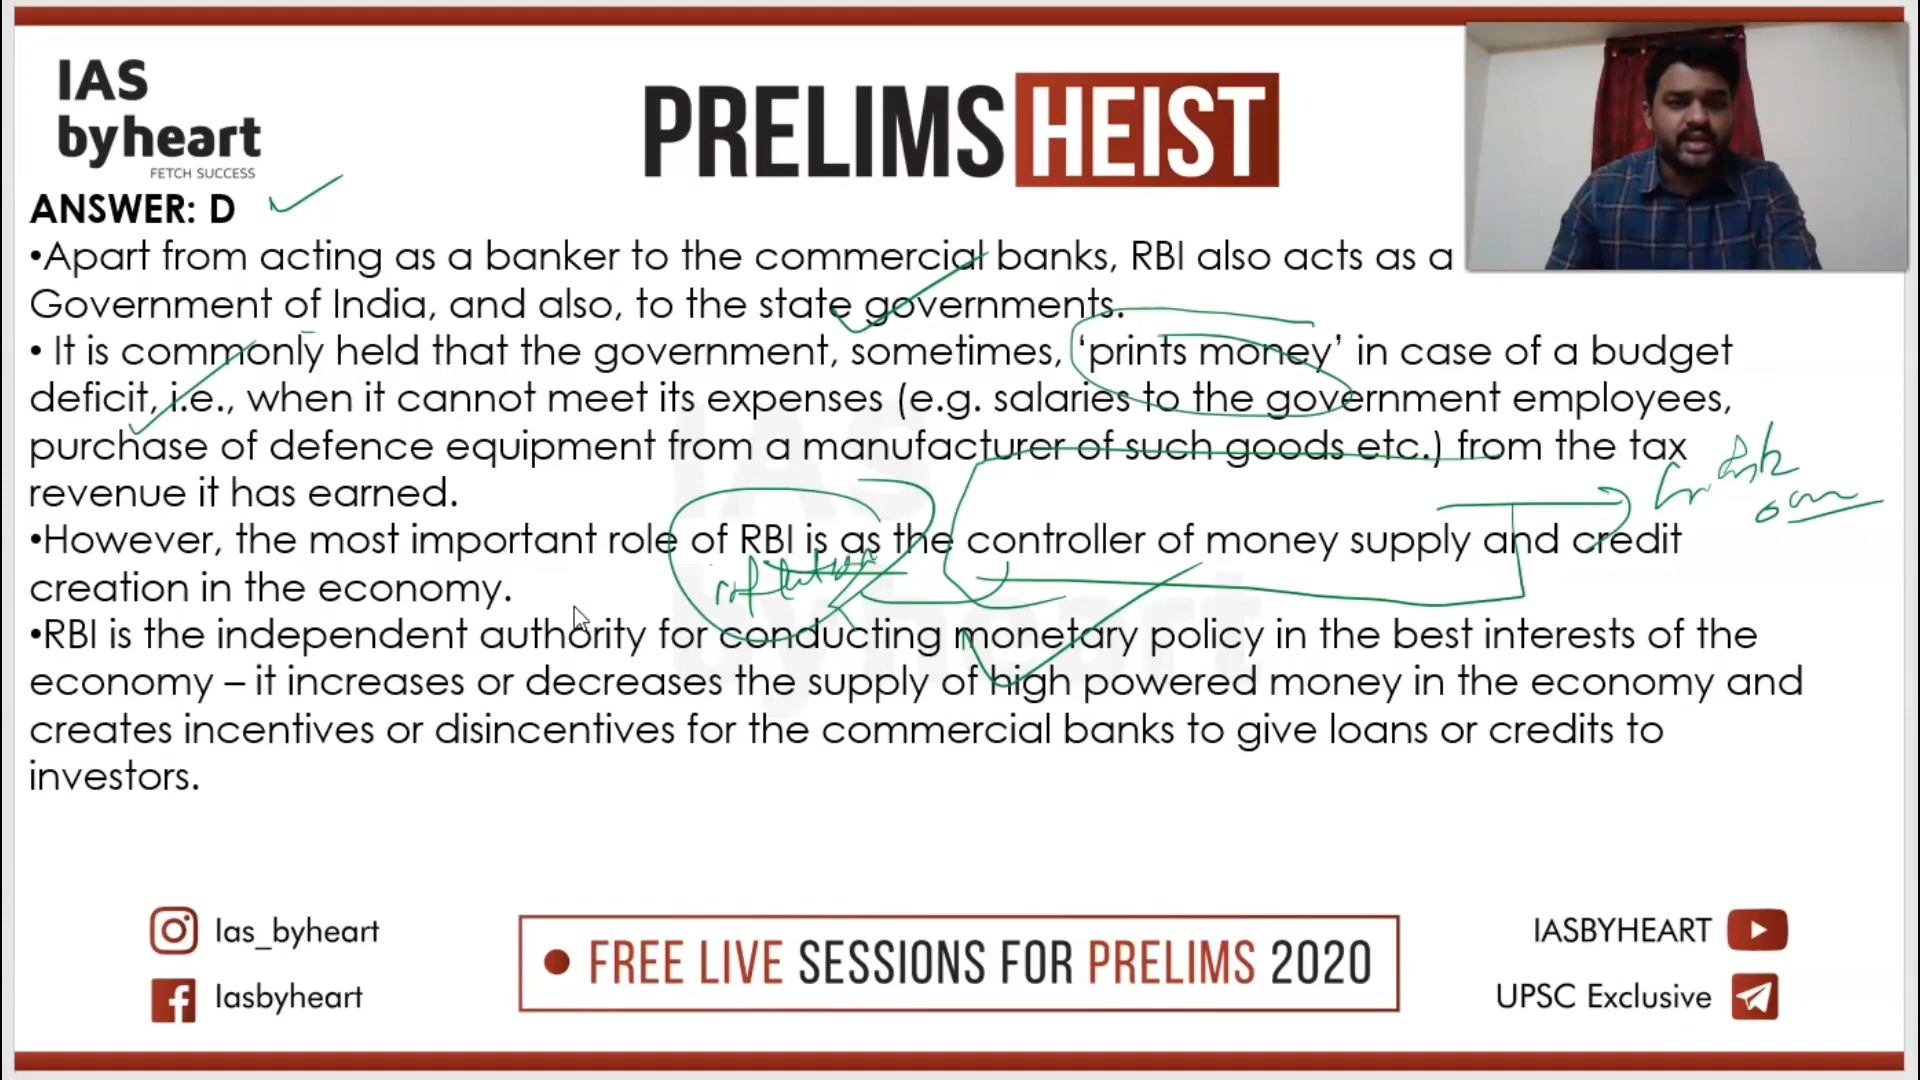 IAS
byheart
FETCH SUCCESS
PRELIMS HEIST
ANSWER: D
•Apart from acting as a banker to the commercial banks, RBI also acts as a
Government of India, and also, to the state governments.
• It is commonly held that the government, sometimes, ‘prints money’ in case of a budget
deficit, i.e., when it cannot meet its expenses (e.g. salaries to the government employees,
purchase of defence equipment from a manufacturer of such goods etc.) from the tax
revenue it has earned.
•However, the most important role of RBI is as the controller of money supply and credit
creation in the economy.
•RBI is the independent authority for conducting monetary policy in the best interests of the
economy – it increases or decreases the supply of high powered money in the economy and
creates incentives or disincentives for the commercial banks to give loans or credits to
investors.
IAS
byheart
Ias_byheart
Iasbyheart
• FREE LIVE SESSIONS FOR PRELIMS 2020
IASBYHEART
UPSC Exclusive